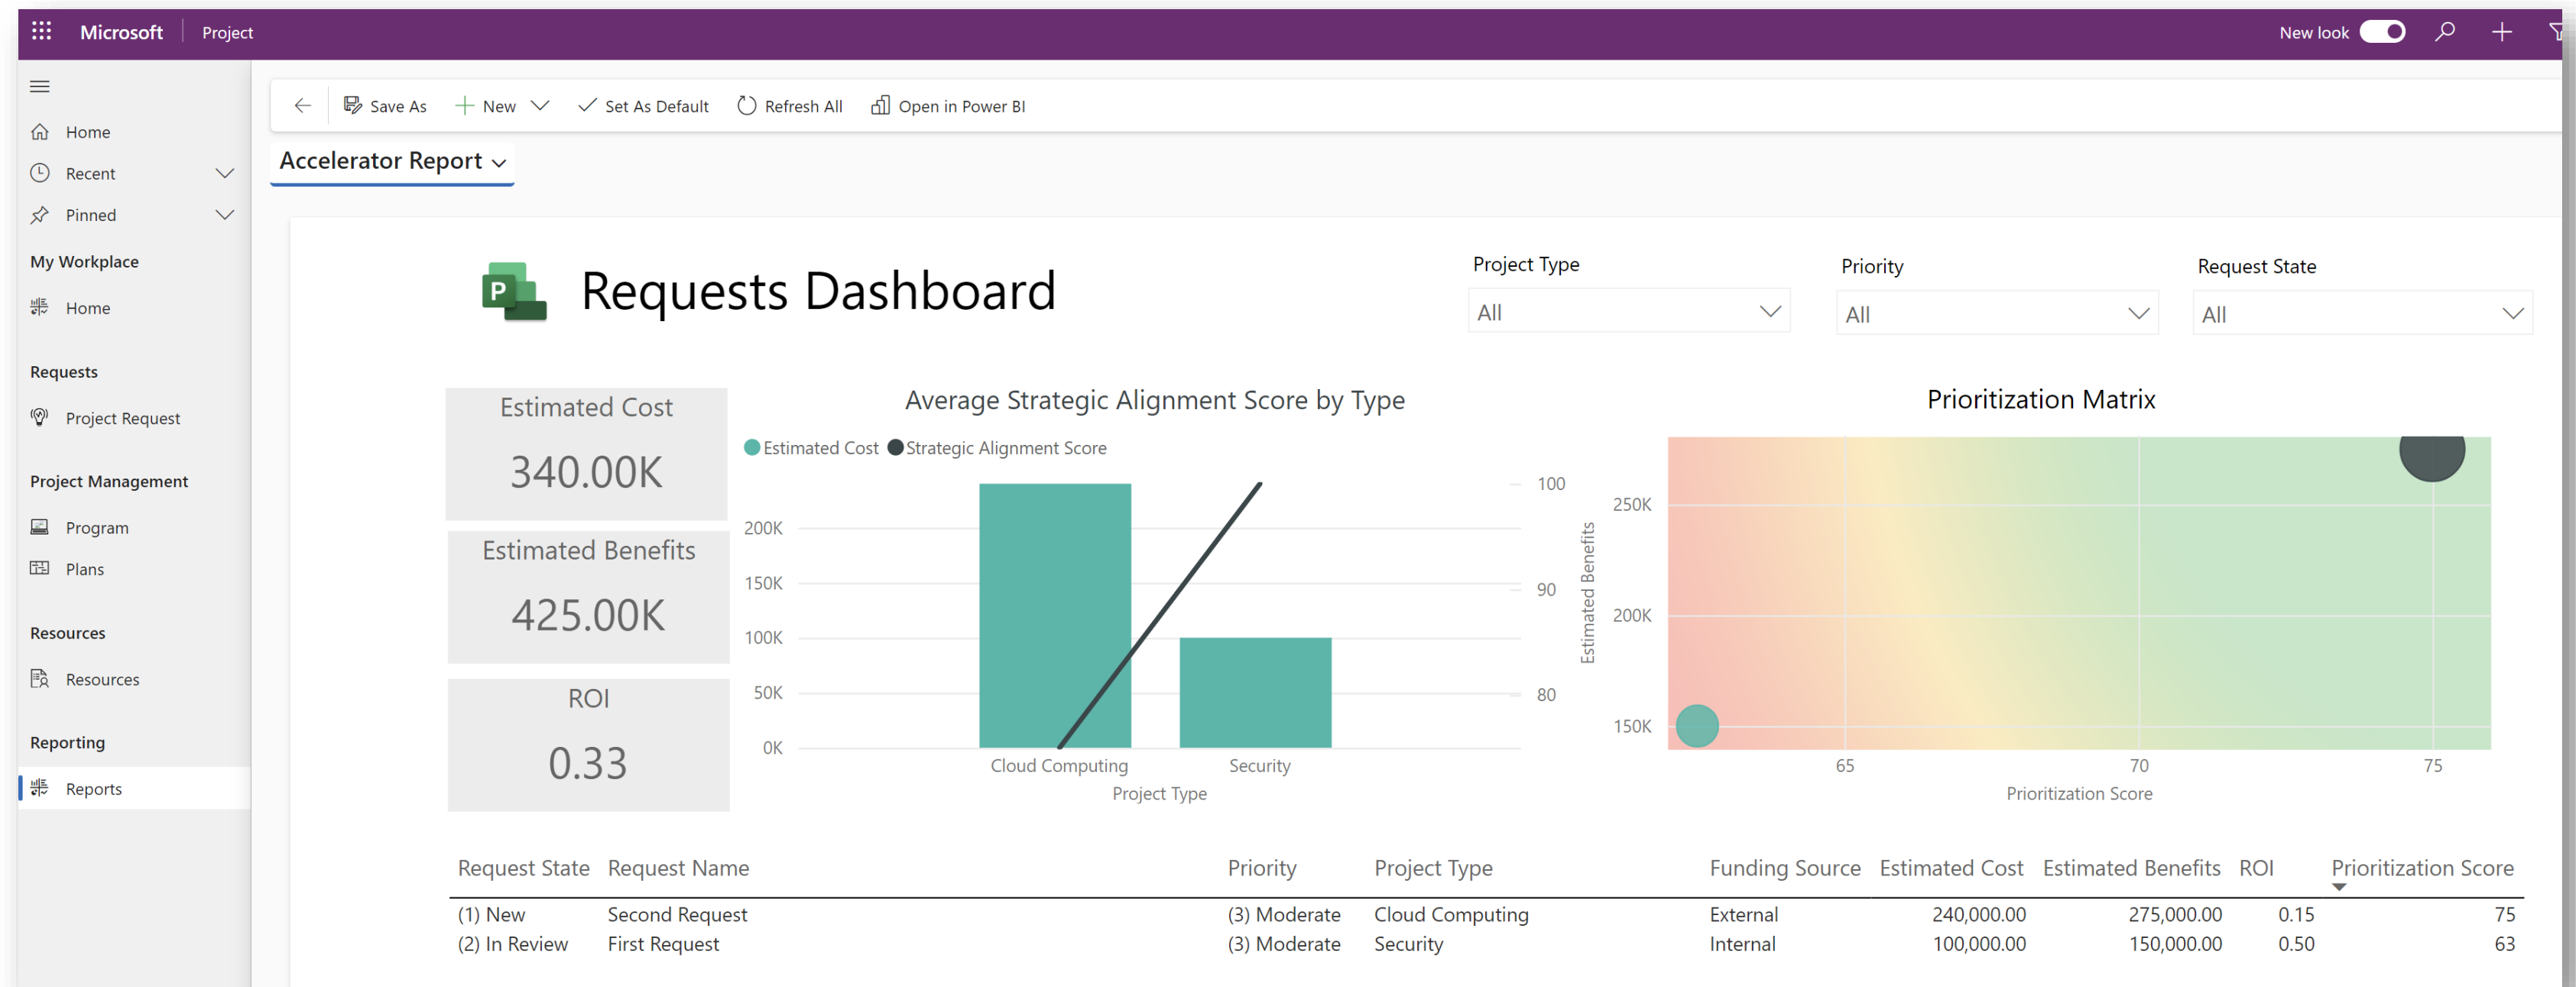 Microsoft Project New look
Save As New Set As Default Refresh All Open in Power BI
Home
Recent
Pinned
My Workplace
Home
Requests
Project Request
Project Management
Program
Plans
Resources
Resources
Reporting
Reports
Accelerator Report
P
Requests Dashboard
Project Type
All
Priority
All
Request State
All
Estimated Cost
340.00K
Estimated Benefits
425.00K
ROI
0.33
Average Strategic Alignment Score by Type
Estimated Cost Strategic Alignment Score
200K
150K
100K
50K
0K
100
90
80
Cloud Computing Security
Project Type
Prioritization Matrix
Estimated Benefits
250K
200K
150K
65 70 75
Prioritization Score
Request State Request Name Priority Project Type Funding Source Estimated Cost Estimated Benefits ROI Prioritization Score
(1) New Second Request (3) Moderate Cloud Computing External 240,000.00 275,000.00 0.15 75
(2) In Review First Request (3) Moderate Security Internal 100,000.00 150,000.00 0.50 63